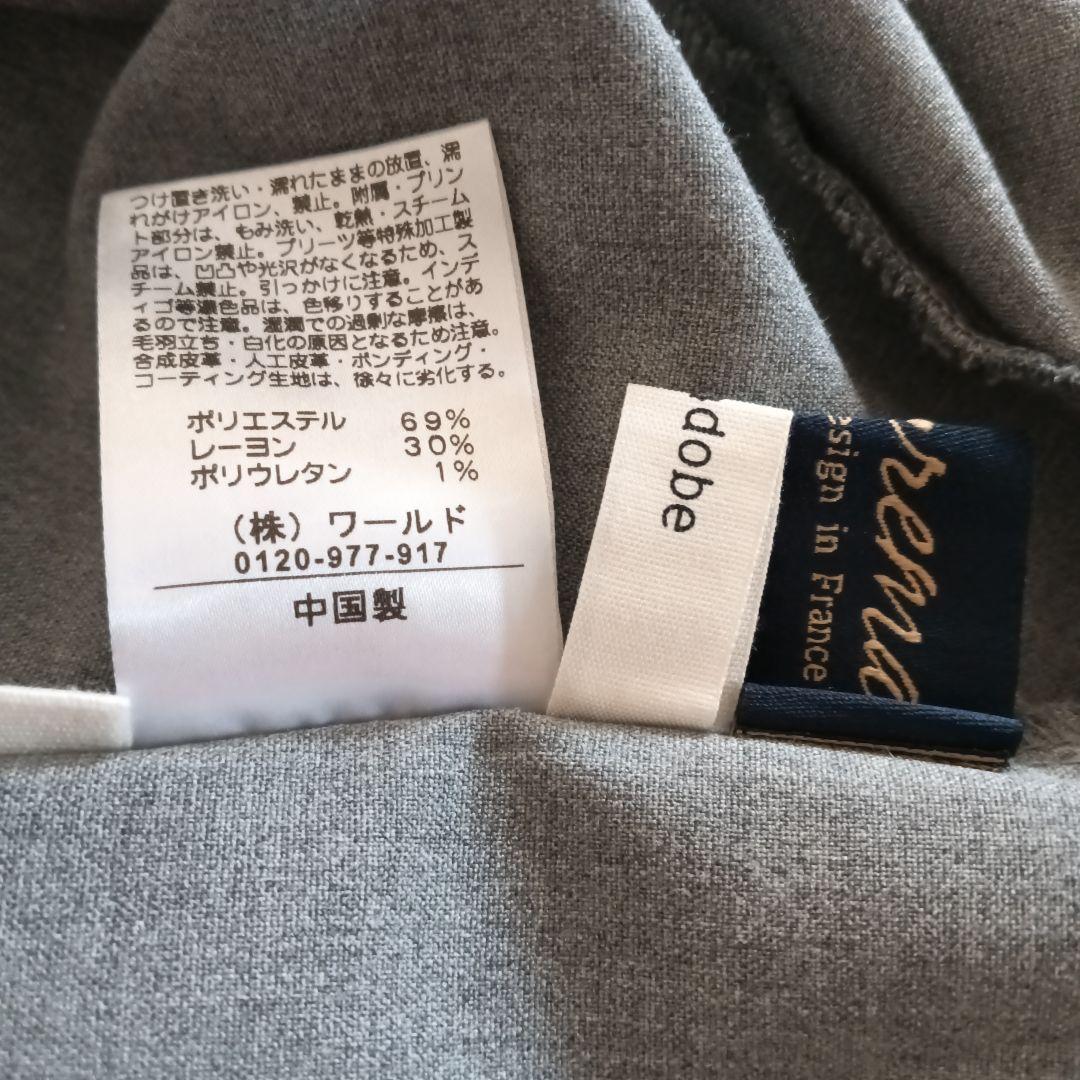 つけ置き洗い・濡れたままの放置、濡
れがけアイロン、禁止。附属・プリン
ト部分は、もみ洗い、乾熱・スチーム
アイロン禁止。プリーツ等特殊加工製
品は、凹凸や光沢がなくなるため、ス
チーム禁止。引っかけに注意。インデ
ィゴ等濃色品は、色移りすることがあ
るので注意。湿潤での過剰な摩擦は、
毛羽立ち・白化の原因となるため注意。
合成皮革・人工皮革・ボンディング・
コーティング生地は、徐々に劣化する。
ポリエステル 69%
レーヨン 30%
ポリウレタン 1%
(株) ワールド
0120-977-917
中国製
dobe
rema
esign in France